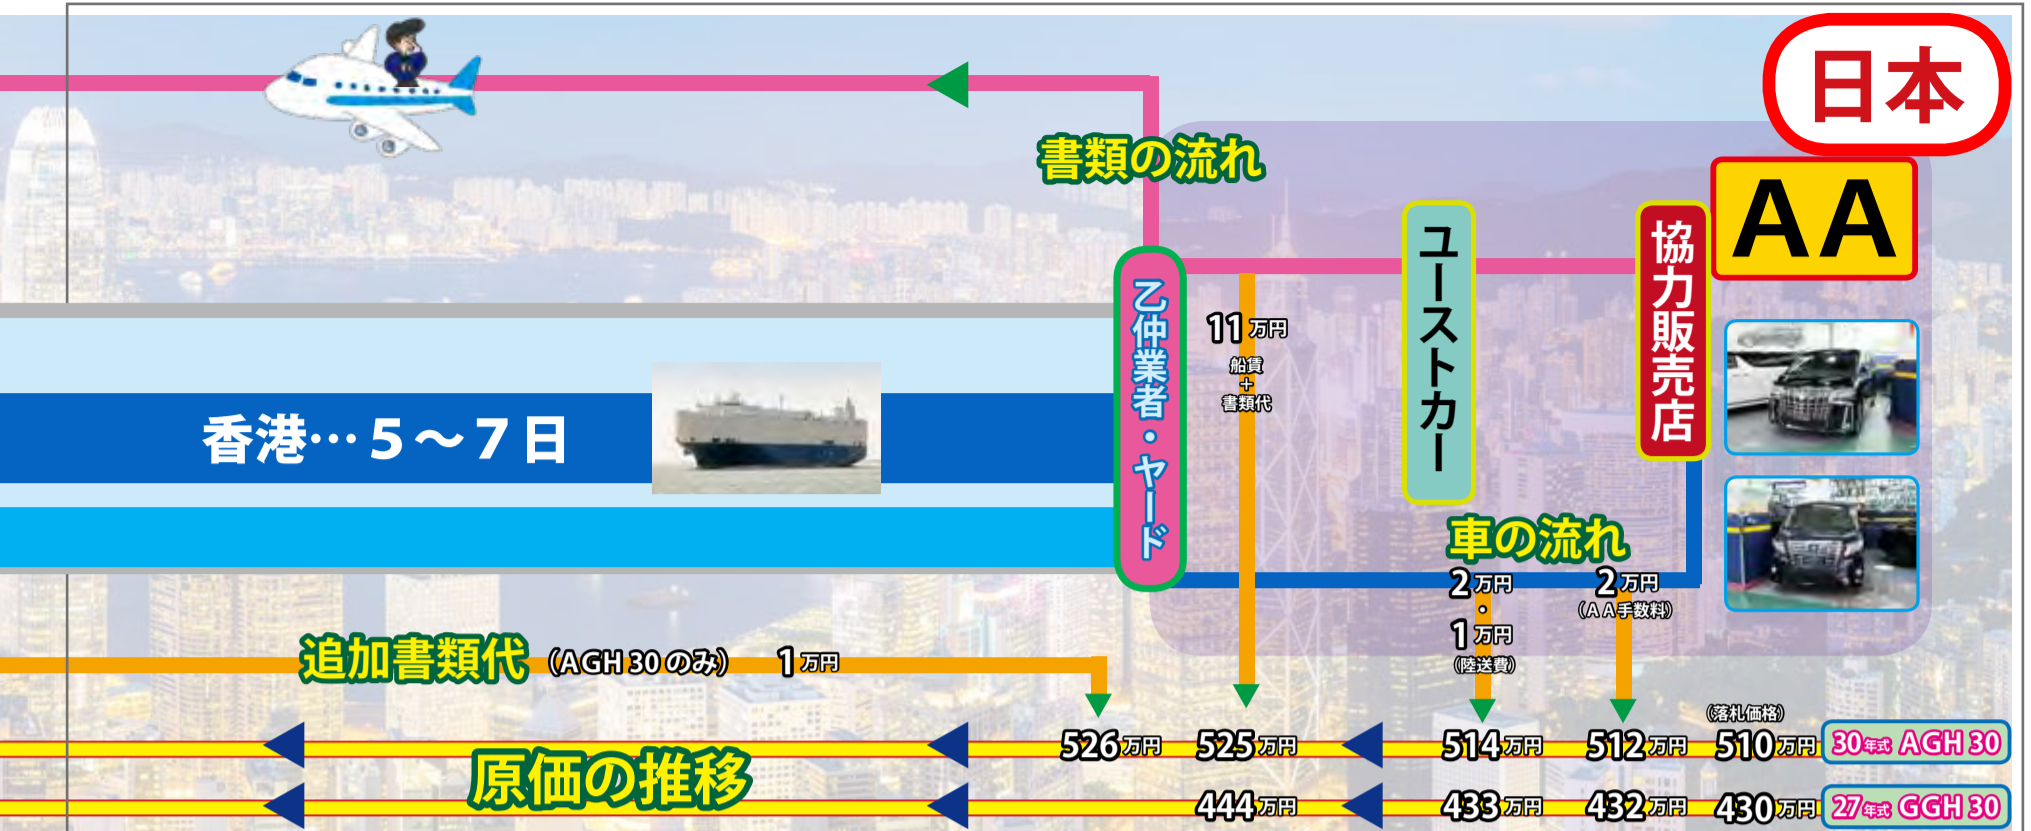 日本
AA
書類の流れ
協力販売店
ユーストカー
乙仲業者・ヤード
11万円
船賃
+
書類代
香港…5～7日
車の流れ
2万円
・
1万円
(陸送費)
2万円
(AA手数料)
追加書類代 (AGH 30 のみ) 1万円
(落札価格)
526万円 525万円 514万円 512万円 510万円 30年式 AGH 30
原価の推移
444万円 433万円 432万円 430万円 27年式 GGH 30